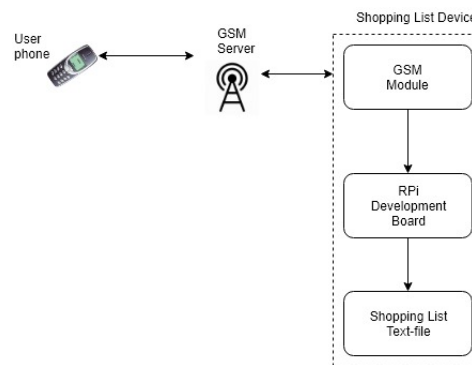 User
phone
GSM
Server
Shopping List Device
GSM
Module
RPi
Development
Board
Shopping List
Text-file